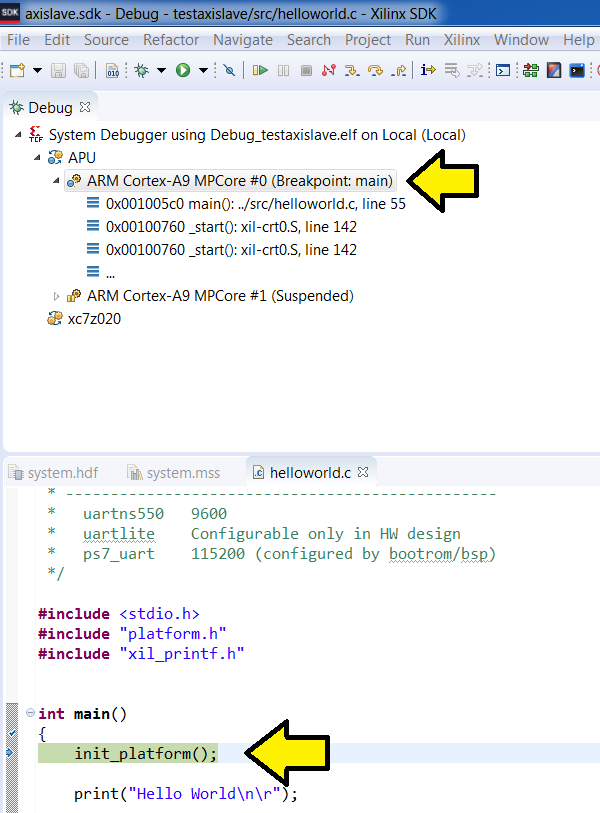 SDK axislave.sdk - Debug - testaxislave/src/helloworld.c - Xilinx SDK
File Edit Source Refactor Navigate Search Project Run Xilinx Window Help
010
Debug
TCF System Debugger using Debug_testaxislave.elf on Local (Local)
APU
ARM Cortex-A9 MPCore #0 (Breakpoint: main)
0x001005c0 main(): ../src/helloworld.c, line 55
0x00100760 _start(): xil-crt0.S, line 142
0x00100760 _start(): xil-crt0.S, line 142
...
ARM Cortex-A9 MPCore #1 (Suspended)
xc7z020
system.hdf system.mss helloworld.c
* ------------------------------------------------
*   uartns550   9600
*   uartlite    Configurable only in HW design
*   ps7_uart    115200 (configured by bootrom/bsp)
*/
#include <stdio.h>
#include "platform.h"
#include "xil_printf.h"
int main()
{
init_platform();
print("Hello World\n\r");